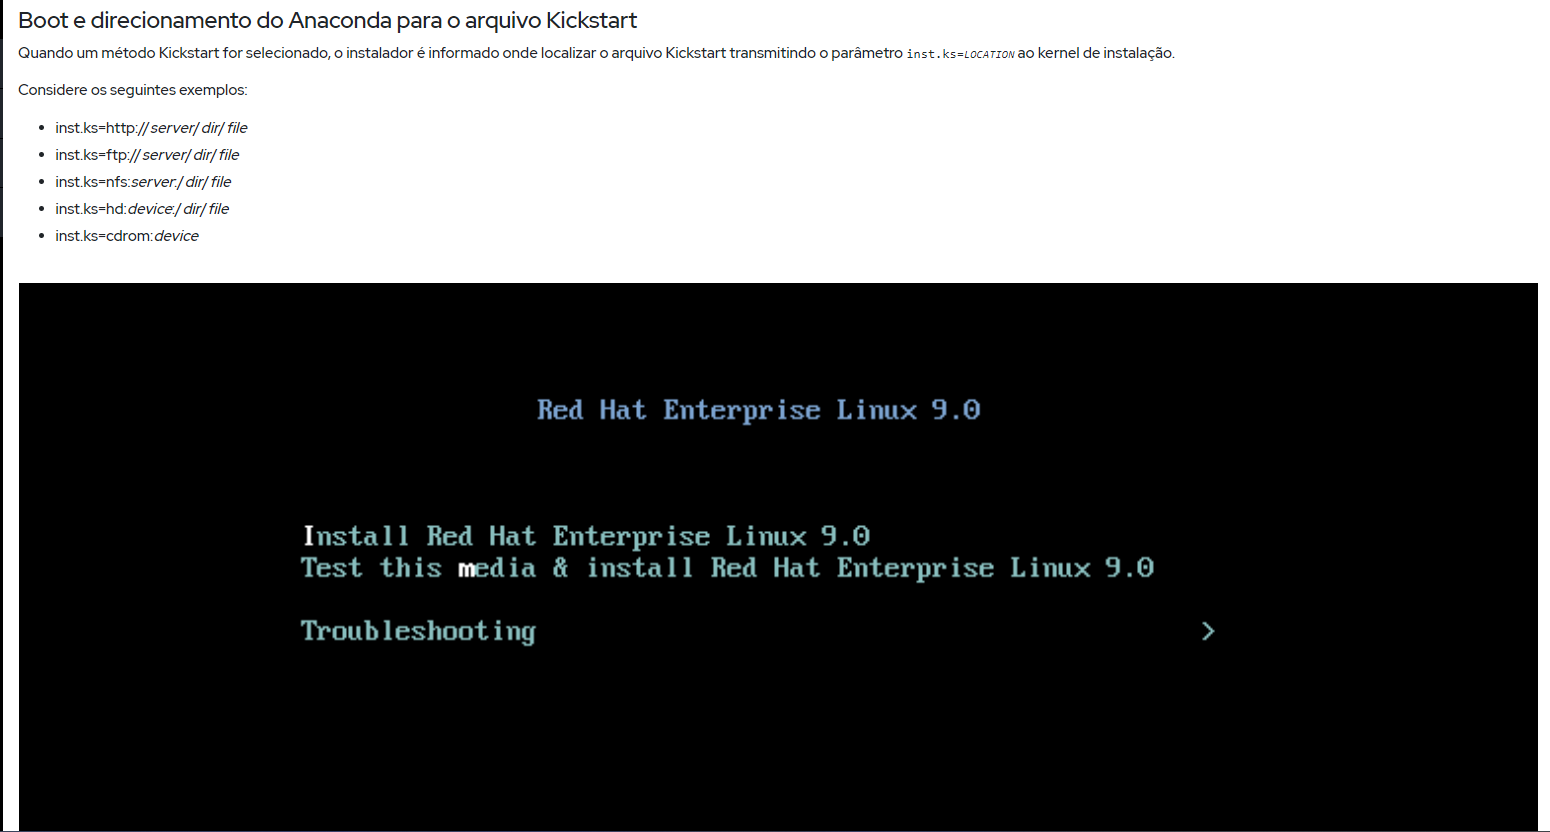 Boot e direcionamento do Anaconda para o arquivo Kickstart
Quando um método Kickstart for selecionado, o instalador é informado onde localizar o arquivo Kickstart transmitindo o parâmetro inst.ks=LOCATION ao kernel de instalação.
Considere os seguintes exemplos:
• inst.ks=http://server/dir/file
• inst.ks=ftp://server/dir/file
• inst.ks=nfs:server:/dir/file
• inst.ks=hd:device:/dir/file
• inst.ks=cdrom:device
Red Hat Enterprise Linux 9.0
Install Red Hat Enterprise Linux 9.0
Test this media & install Red Hat Enterprise Linux 9.0
Troubleshooting >